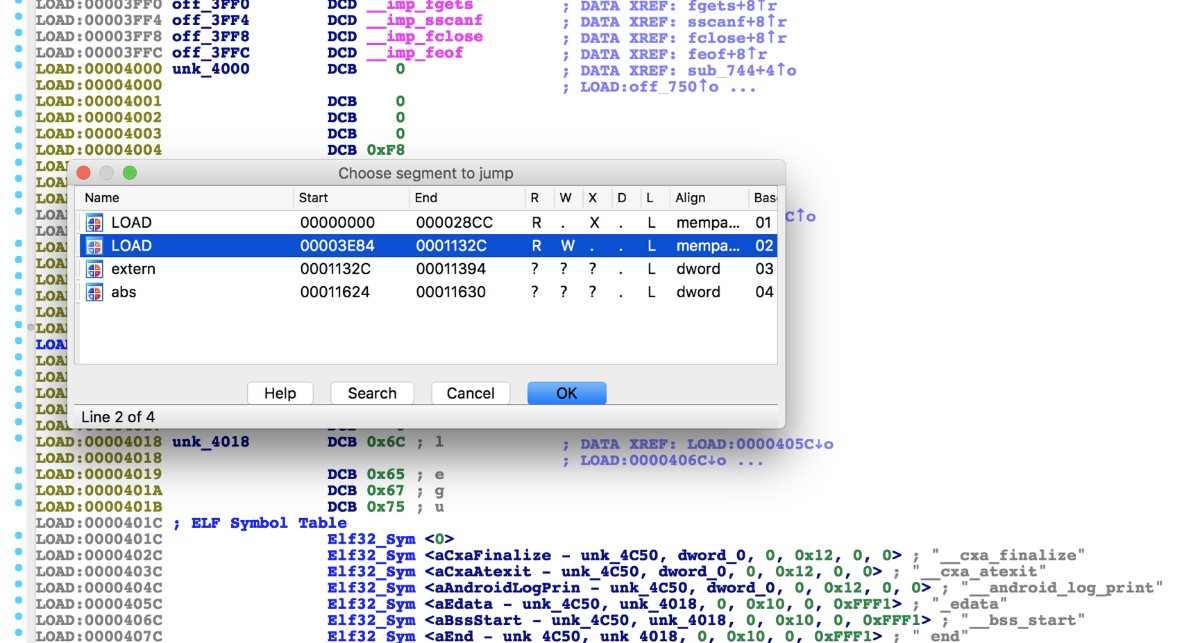 LOAD:00003FF0 off_3FF0 DCD __imp_fgets ; DATA XREF: fgets+8↑r
LOAD:00003FF4 off_3FF4 DCD __imp_sscanf ; DATA XREF: sscanf+8↑r
LOAD:00003FF8 off_3FF8 DCD __imp_fclose ; DATA XREF: fclose+8↑r
LOAD:00003FFC off_3FFC DCD __imp_feof ; DATA XREF: feof+8↑r
LOAD:00004000 unk_4000 DCB 0 ; DATA XREF: sub_744+4↑o
LOAD:00004000 ; LOAD:off_750↑o ...
LOAD:00004001 DCB 0
LOAD:00004002 DCB 0
LOAD:00004003 DCB 0
LOAD:00004004 DCB 0xF8
Choose segment to jump
Name Start End R W X D L Align Bas
LOAD 00000000 000028CC R . X . L mempa... 01
LOAD 00003E84 0001132C R W . . L mempa... 02
extern 0001132C 00011394 ? ? ? . L dword 03
abs 00011624 00011630 ? ? ? . L dword 04
Help Search Cancel OK
Line 2 of 4
LOAD:00004018 unk_4018 DCB 0x6C ; l ; DATA XREF: LOAD:0000405C↓o
LOAD:00004018 ; LOAD:0000406C↓o ...
LOAD:00004019 DCB 0x65 ; e
LOAD:0000401A DCB 0x67 ; g
LOAD:0000401B DCB 0x75 ; u
LOAD:0000401C ; ELF Symbol Table
LOAD:0000401C Elf32_Sym <0>
LOAD:0000402C Elf32_Sym <aCxaFinalize - unk_4C50, dword_0, 0, 0x12, 0, 0> ; "__cxa_finalize"
LOAD:0000403C Elf32_Sym <aCxaAtexit - unk_4C50, dword_0, 0, 0x12, 0, 0> ; "__cxa_atexit"
LOAD:0000404C Elf32_Sym <aAndroidLogPrin - unk_4C50, dword_0, 0, 0x12, 0, 0> ; "__android_log_print"
LOAD:0000405C Elf32_Sym <aEdata - unk_4C50, unk_4018, 0, 0x10, 0, 0xFFF1> ; "_edata"
LOAD:0000406C Elf32_Sym <aBssStart - unk_4C50, unk_4018, 0, 0x10, 0, 0xFFF1> ; "__bss_start"
LOAD:0000407C Elf32_Sym <aEnd - unk_4C50, unk_4018, 0, 0x10, 0, 0xFFF1> ; "_end"